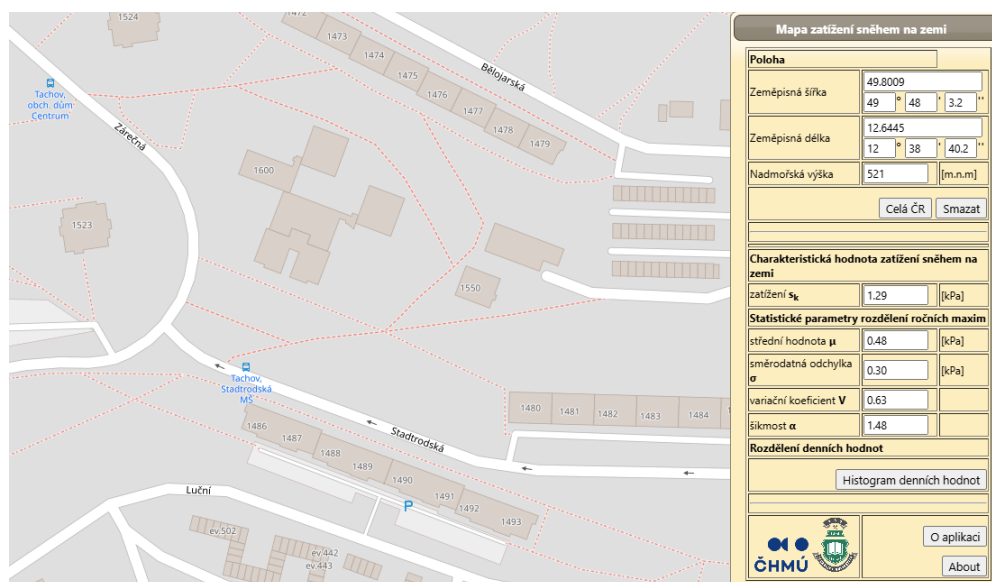 1524
1472
1473
1474
1475
1476
1477
1478
1479
Bělojarská
Tachov,
obch. dům
Centrum
Zárečná
1600
1523
1550
Tachov,
Stadtrodská
MŠ
Stadtrodská
1480 1481 1482 1483 1484
1486
1487
1488
1489
1490
1491
1492
1493
P
Luční
ev.502
ev.442
ev.443
Mapa zatížení sněhem na zemi
Poloha
Zeměpisná šířka
49.8009
49 ° 48 ' 3.2 ''
Zeměpisná délka
12.6445
12 ° 38 ' 40.2 ''
Nadmořská výška 521 [m.n.m]
Celá ČR Smazat
Charakteristická hodnota zatížení sněhem na
zemi
zatížení sk 1.29 [kPa]
Statistické parametry rozdělení ročních maxim
střední hodnota μ 0.48 [kPa]
směrodatná odchylka
σ 0.30 [kPa]
variační koeficient V 0.63
šikmost α 1.48
Rozdělení denních hodnot
Histogram denních hodnot
ČHMÚ
O aplikaci
About